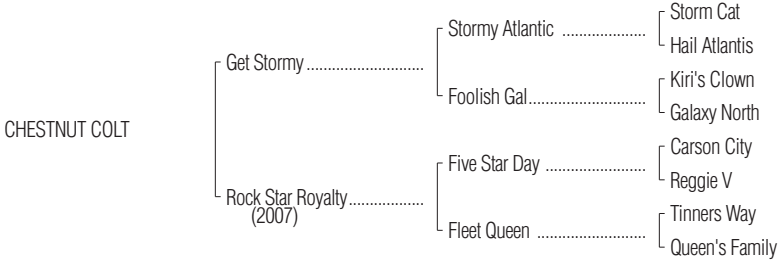 Storm Cat
Stormy Atlantic ......................
Hail Atlantis
Get Stormy ...........................
Kiri's Clown
Foolish Gal...........................
Galaxy North
CHESTNUT COLT
Carson City
Five Star Day .........................
Reggie V
Rock Star Royalty.................
(2007)
Tinners Way
Fleet Queen ...........................
Queen's Family